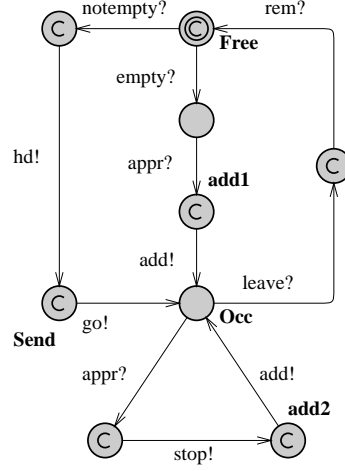 notempty?
rem?
C
C
Free
empty?
hd!
appr?
C
add1
C
add!
leave?
C
Send
go!
Occ
appr?
add!
add2
C
stop!
C